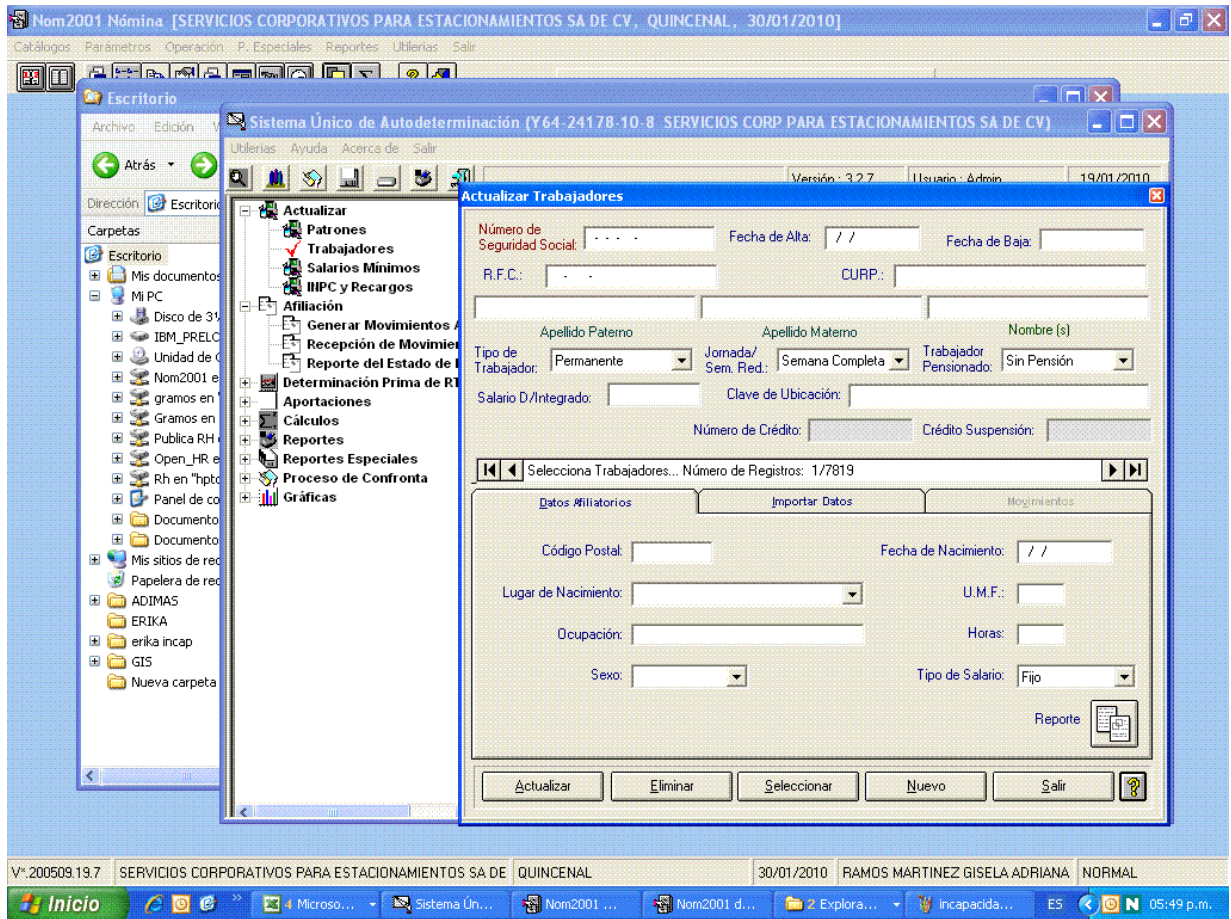 Nom2001 Nómina [SERVICIOS CORPORATIVOS PARA ESTACIONAMIENTOS SA DE CV, QUINCENAL, 30/01/2010]
Catálogos Parámetros Operación P. Especiales Reportes Utilerias Salir
Escritorio
Archivo Edición
Atrás
Dirección Escritorio
Carpetas
Escritorio
Mis documentos
Mi PC
Disco de 3½
IBM_PRELO
Unidad de
Nom2001 e
gramos en "
Gramos en
Publica RH
Open_HR e
Rh en "hpto
Panel de co
Documento
Documento
Mis sitios de red
Papelera de rec
ADIMAS
ERIKA
erika incap
GIS
Nueva carpeta
Sistema Único de Autodeterminación (Y64-24178-10-8 SERVICIOS CORP PARA ESTACIONAMIENTOS SA DE CV)
Utilerias Ayuda Acerca de Salir
Versión : 3.2.7 Usuario : Admin 19/01/2010
Actualizar
Patrones
Trabajadores
Salarios Mínimos
INPC y Recargos
Afiliación
Generar Movimientos
Recepción de Movimien
Reporte del Estado de
Determinación Prima de RT
Aportaciones
Cálculos
Reportes
Reportes Especiales
Proceso de Confronta
Gráficas
Actualizar Trabajadores
Número de Seguridad Social: - - - - Fecha de Alta: / / Fecha de Baja:
R.F.C.: - - CURP.:
Apellido Paterno Apellido Materno Nombre (s)
Tipo de Trabajador: Permanente Jornada/ Sem. Red.: Semana Completa Trabajador Pensionado: Sin Pensión
Salario D/Integrado: Clave de Ubicación:
Número de Crédito: Crédito Suspensión:
Selecciona Trabajadores... Número de Registros: 1/7819
Datos Afiliatorios Importar Datos Movimientos
Código Postal: Fecha de Nacimiento: / /
Lugar de Nacimiento: U.M.F.:
Ocupación: Horas:
Sexo: Tipo de Salario: Fijo
Reporte
Actualizar Eliminar Seleccionar Nuevo Salir
V*.200509.19.7 SERVICIOS CORPORATIVOS PARA ESTACIONAMIENTOS SA DE QUINCENAL 30/01/2010 RAMOS MARTINEZ GISELA ADRIANA NORMAL
Inicio 4 Microso... Sistema Ún... Nom2001 ... Nom2001 d... 2 Explora... incapacida... ES 05:49 p.m.